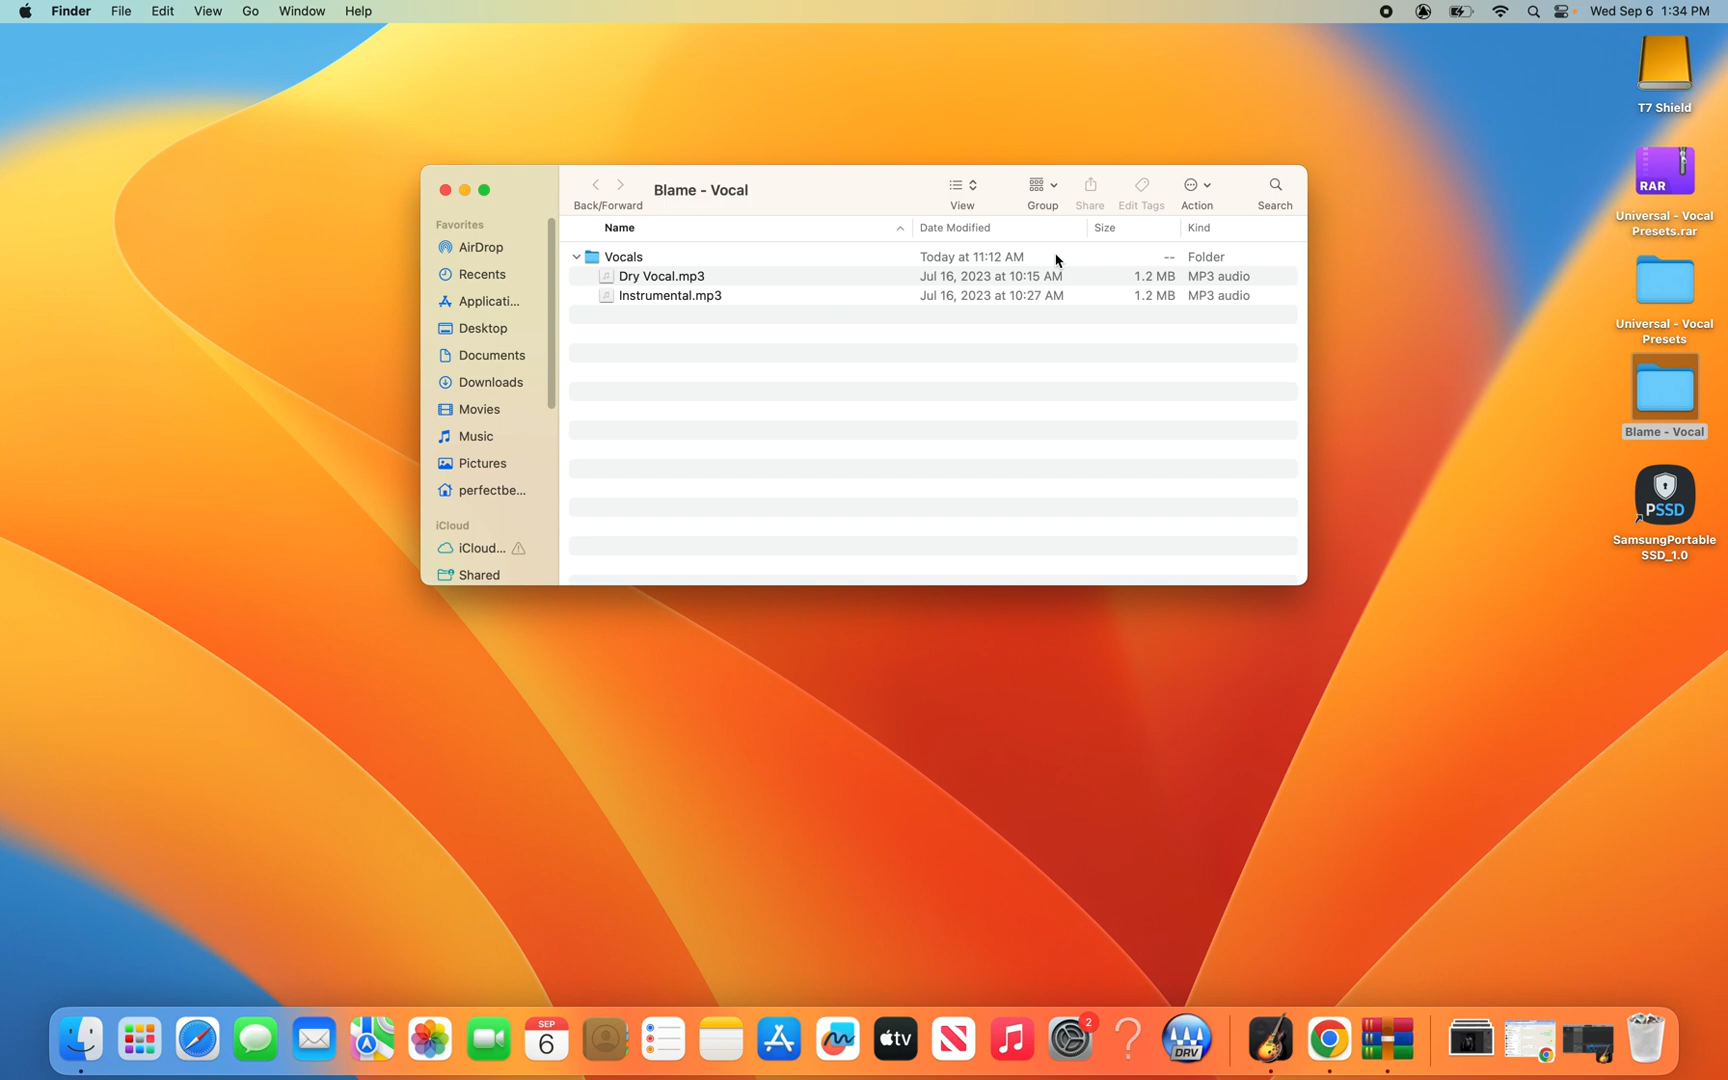 Finder File Edit View Go Window Help Wed Sep 6 1:34 PM
T7 Shield
RAR
Universal - Vocal
Presets.rar
Universal - Vocal
Presets
Blame - Vocal
PSSD
SamsungPortable
SSD_1.0
Blame - Vocal
Back/Forward View Group Share Edit Tags Action Search
Name Date Modified Size Kind
Vocals Today at 11:12 AM -- Folder
Dry Vocal.mp3 Jul 16, 2023 at 10:15 AM 1.2 MB MP3 audio
Instrumental.mp3 Jul 16, 2023 at 10:27 AM 1.2 MB MP3 audio
Favorites
AirDrop
Recents
Applicati...
Desktop
Documents
Downloads
Movies
Music
Pictures
perfectbe...
iCloud
iCloud...
Shared
SEP
6
tv
2
DRV